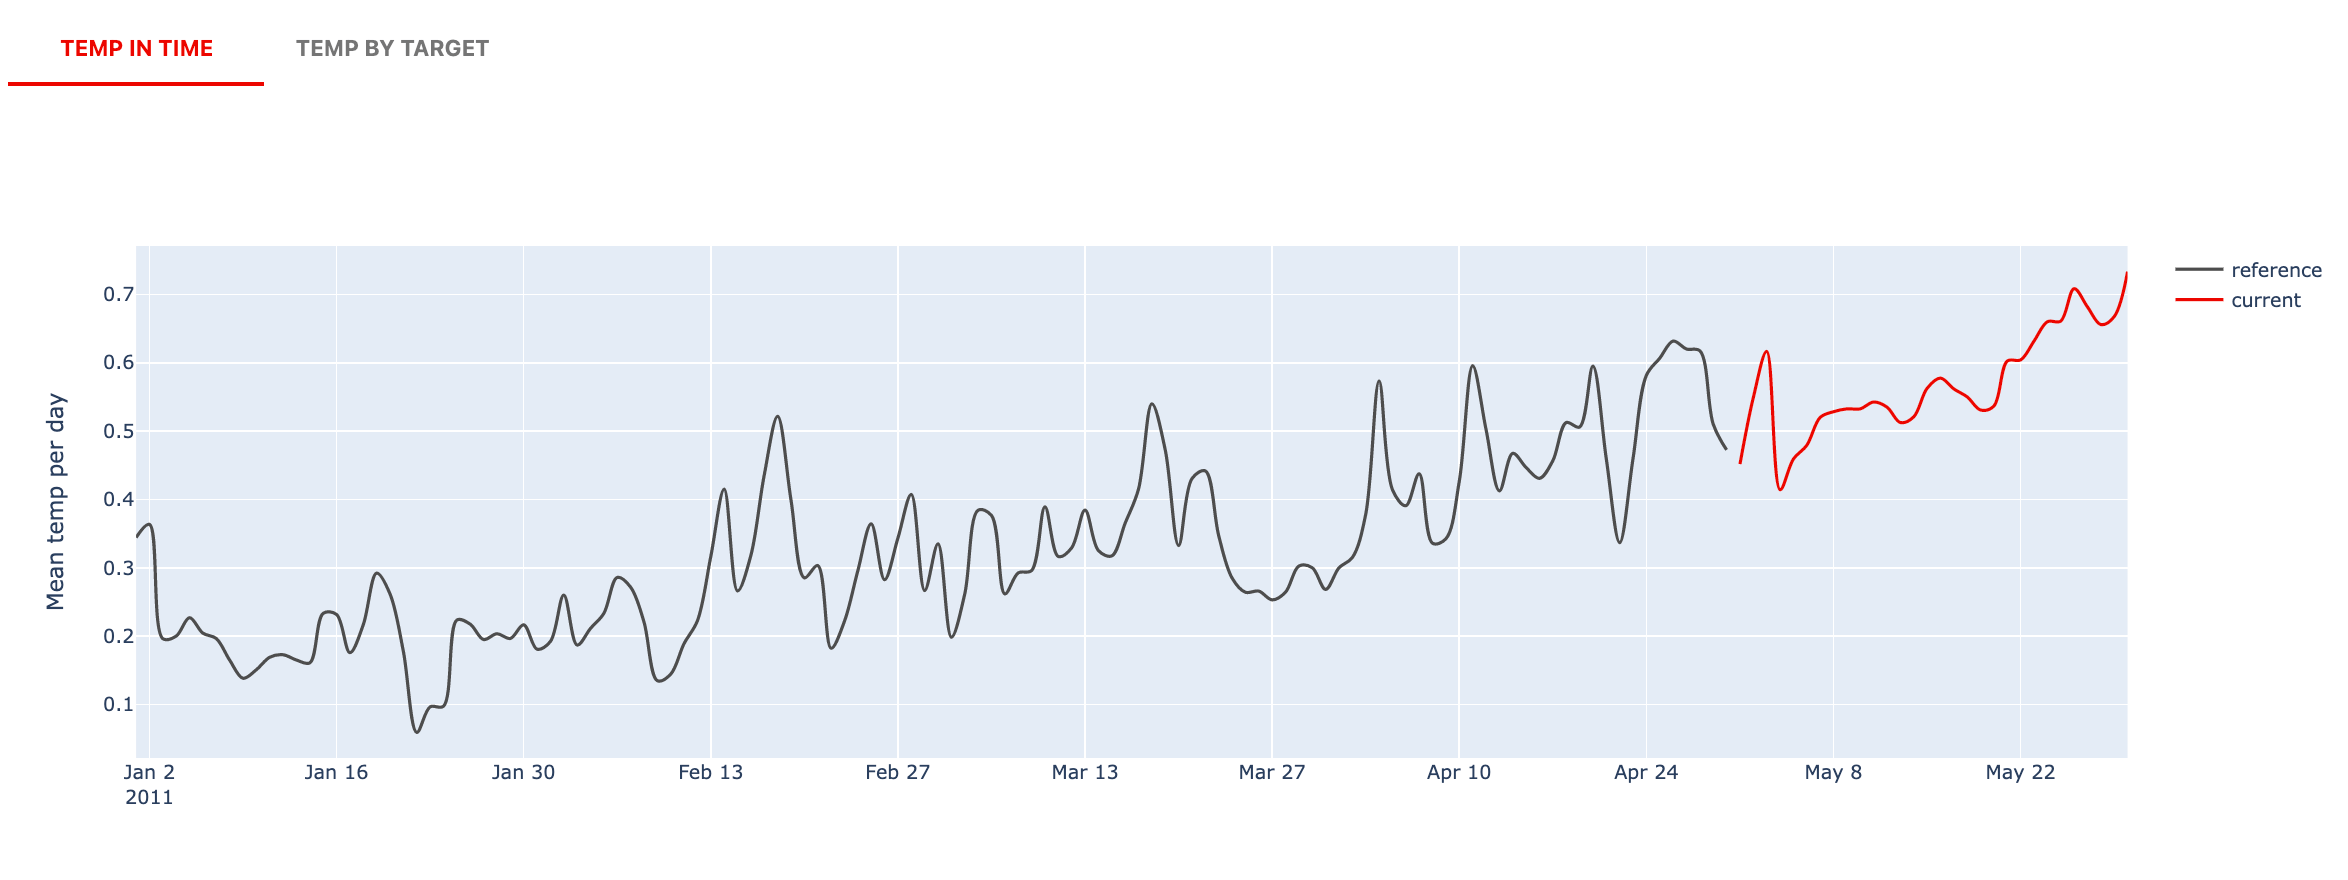 TEMP IN TIME TEMP BY TARGET
reference
current
Mean temp per day
0.7
0.6
0.5
0.4
0.3
0.2
0.1
Jan 2 Jan 16 Jan 30 Feb 13 Feb 27 Mar 13 Mar 27 Apr 10 Apr 24 May 8 May 22
2011